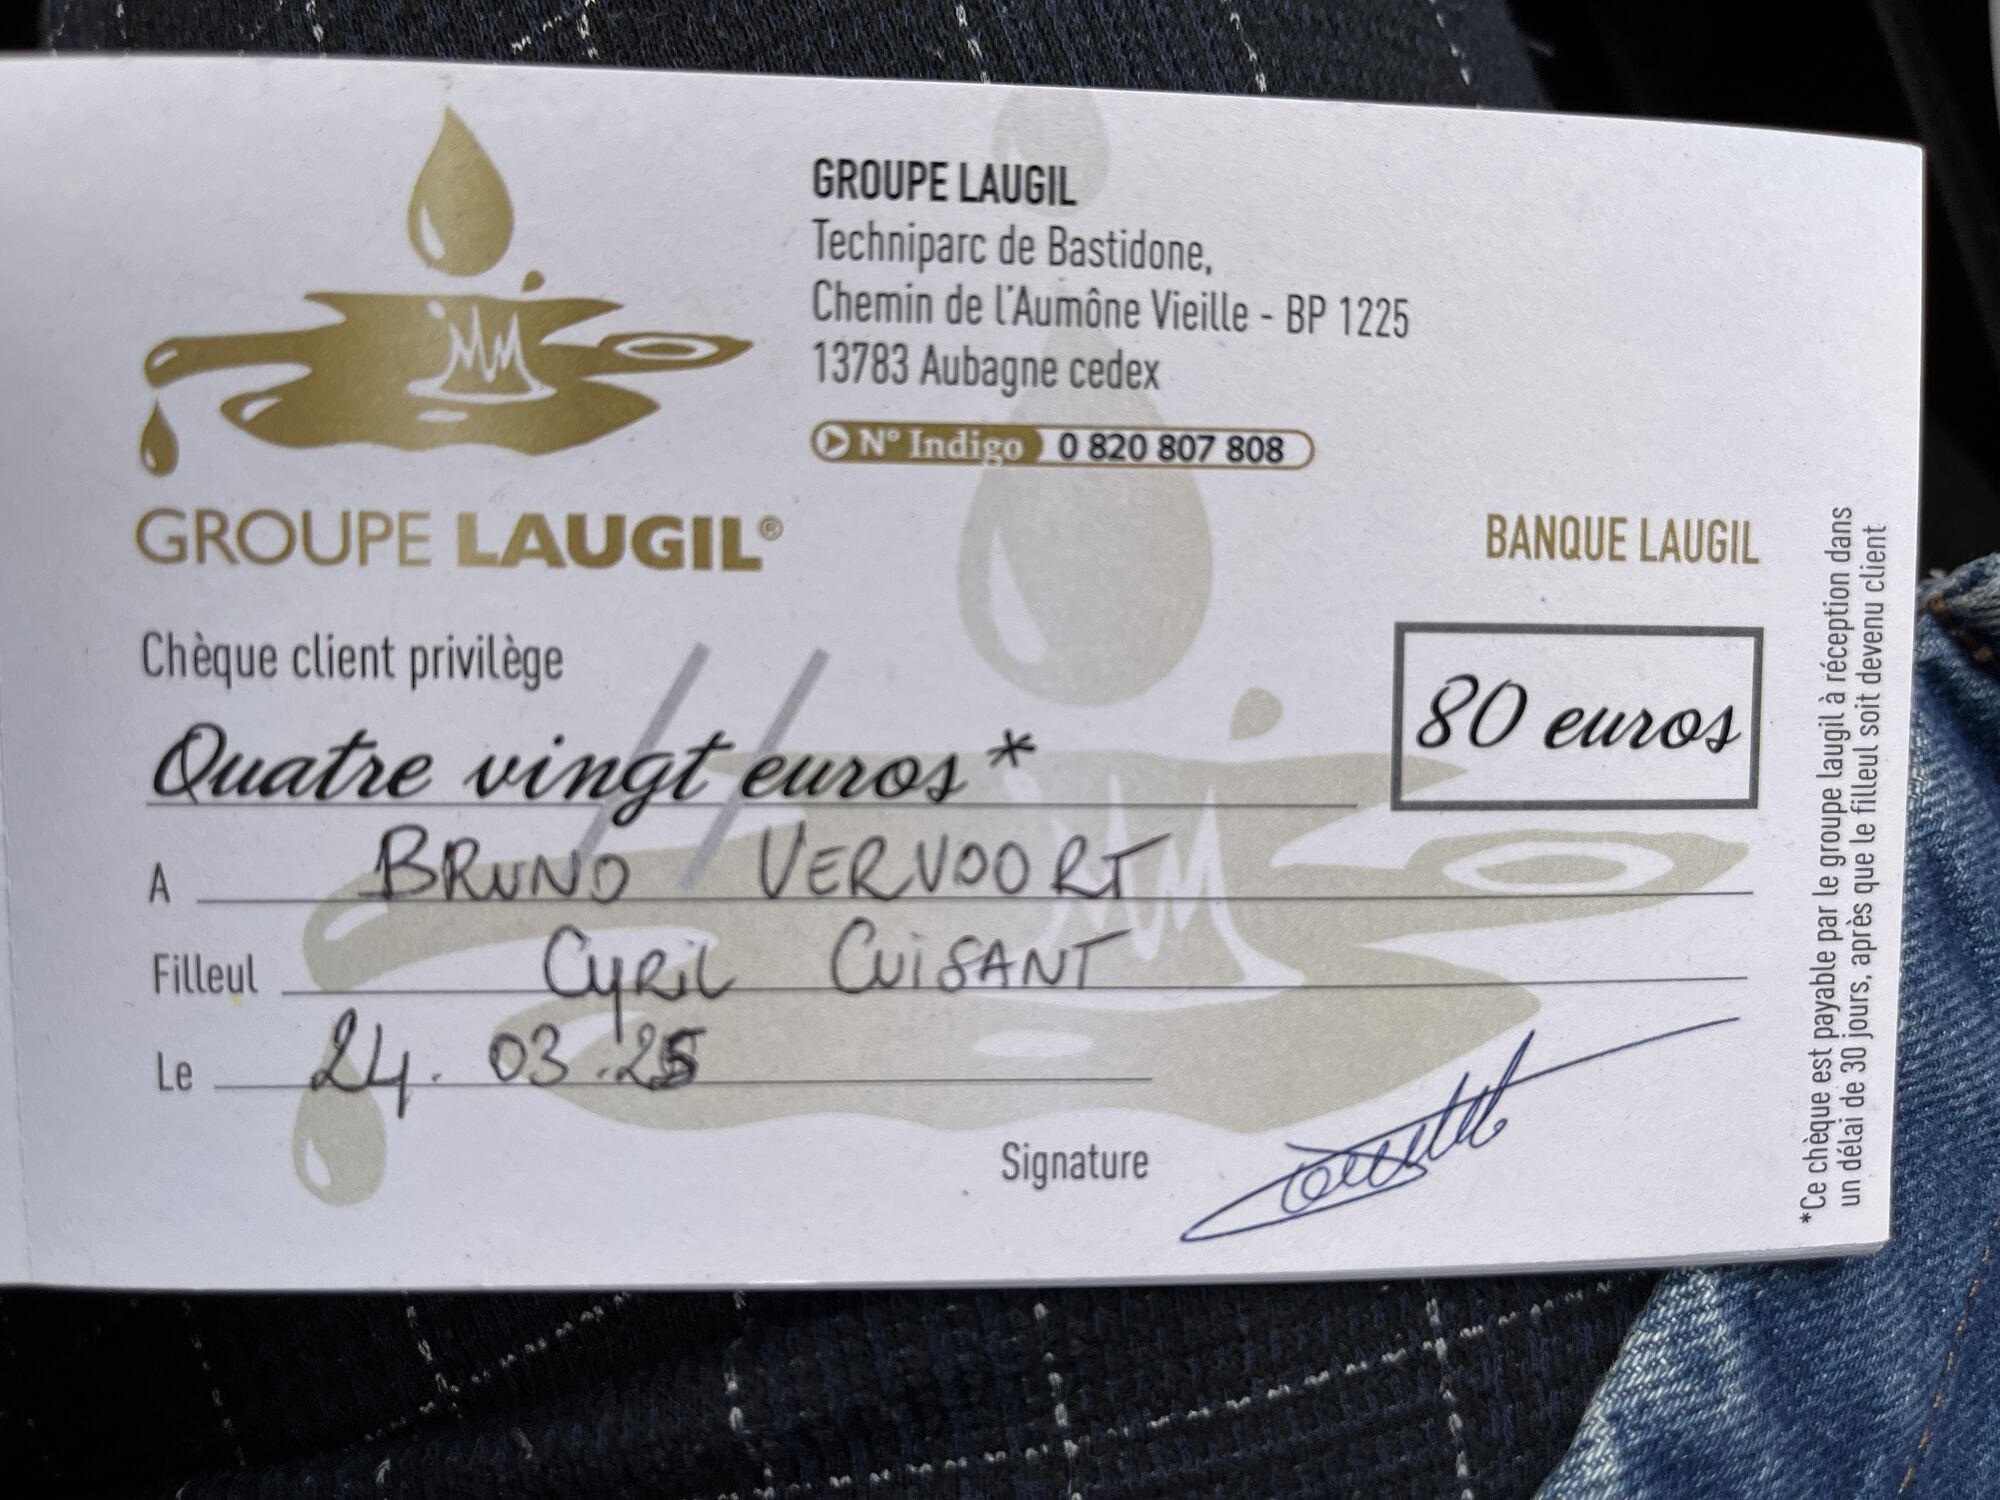 GROUPE LAUGIL
Techniparc de Bastidone,
Chemin de l'Aumône Vieille - BP 1225
13783 Aubagne cedex
N° Indigo 0 820 807 808
GROUPE LAUGIL®
BANQUE LAUGIL
Chèque client privilège
Quatre vingt euros *
80 euros
A BRUNO VERVOORT
Filleul CYRIL CUISANT
Le 24.03.25
Signature
*Ce chèque est payable par le groupe laugil à réception dans
un délai de 30 jours, après que le filleul soit devenu client